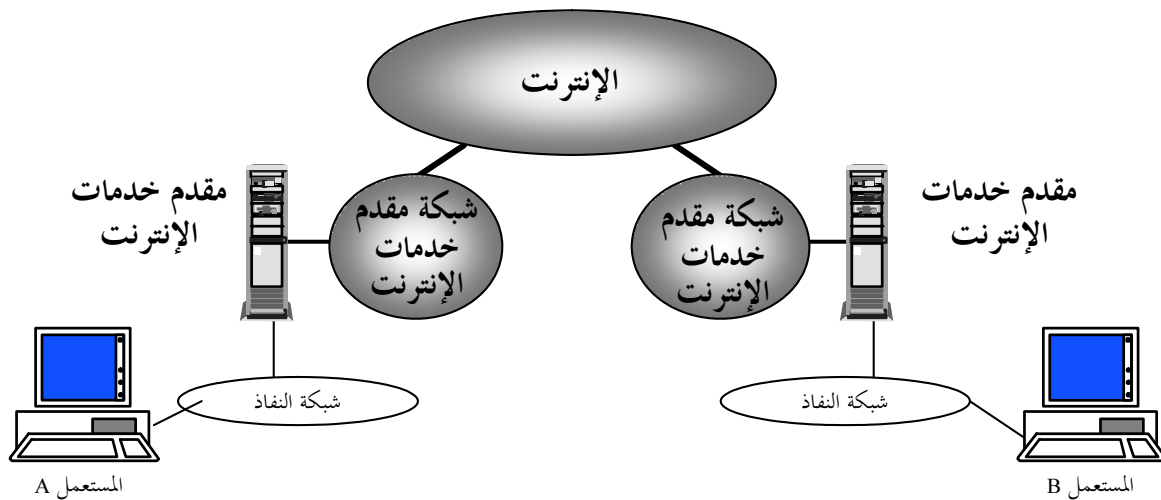 الإنترنت
مقدم خدمات
الإنترنت
شبكة مقدم
خدمات
الإنترنت
شبكة مقدم
خدمات
الإنترنت
مقدم خدمات
الإنترنت
شبكة النفاذ
شبكة النفاذ
المستعمل A
المستعمل B